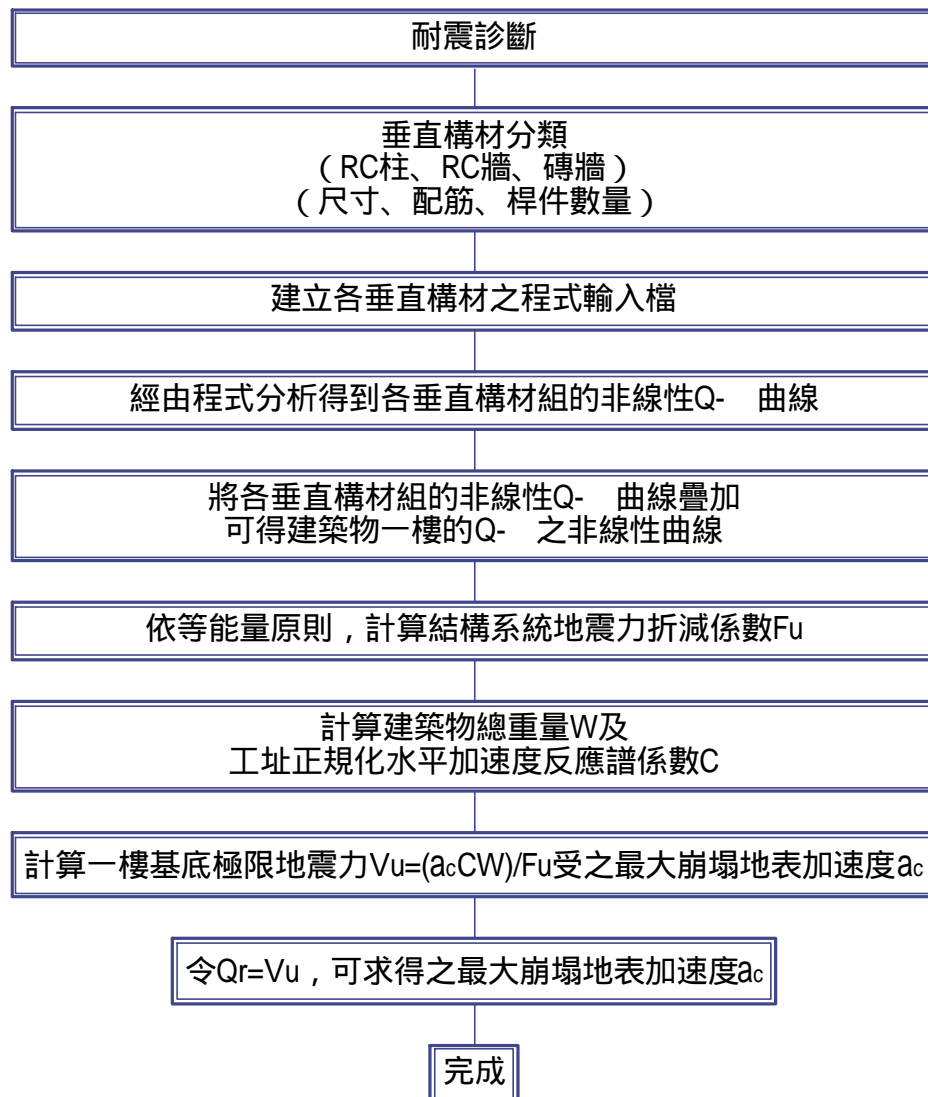 耐震診斷
垂直構材分類
（RC柱、RC牆、磚牆）
（尺寸、配筋、桿件數量）
建立各垂直構材之程式輸入檔
經由程式分析得到各垂直構材組的非線性Q-　曲線
將各垂直構材組的非線性Q-　曲線疊加
可得建築物一樓的Q-　之非線性曲線
依等能量原則，計算結構系統地震力折減係數Fu
計算建築物總重量W及
工址正規化水平加速度反應譜係數C
計算一樓基底極限地震力Vu=(acCW)/Fu受之最大崩塌地表加速度ac
令Qr=Vu，可求得之最大崩塌地表加速度ac
完成